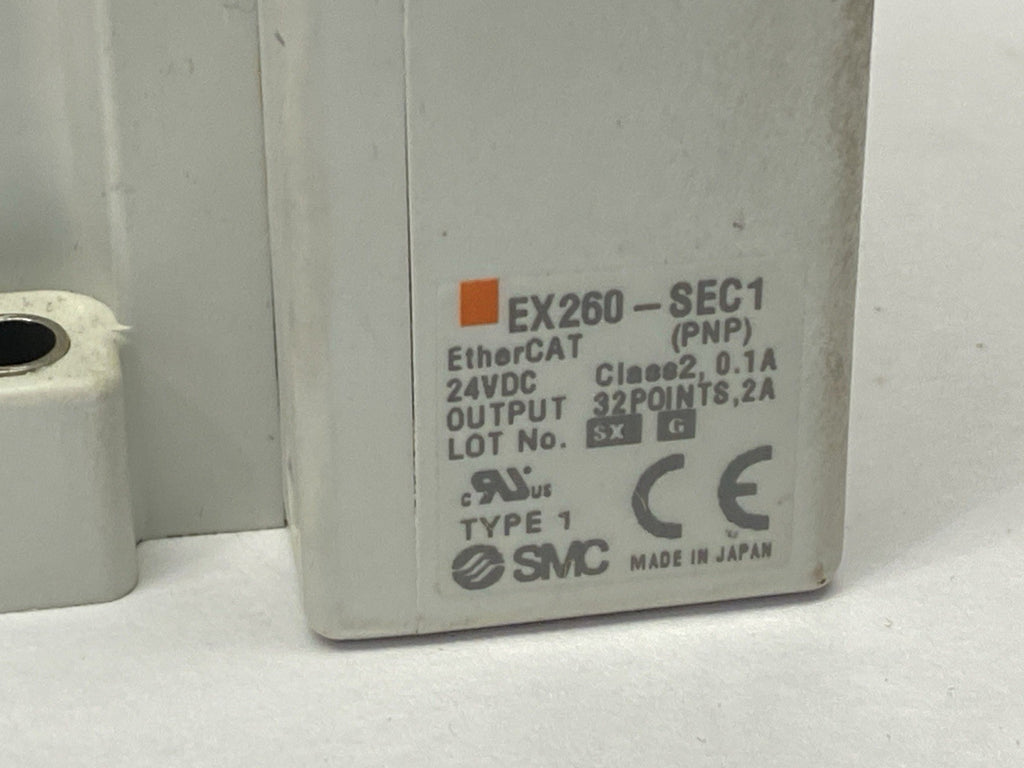 EX260-SEC1
(PNP)
EtherCAT
24VDC Class2, 0.1A
OUTPUT 32POINTS,2A
LOT No. SX G
c RU us
TYPE 1
CE
SMC MADE IN JAPAN